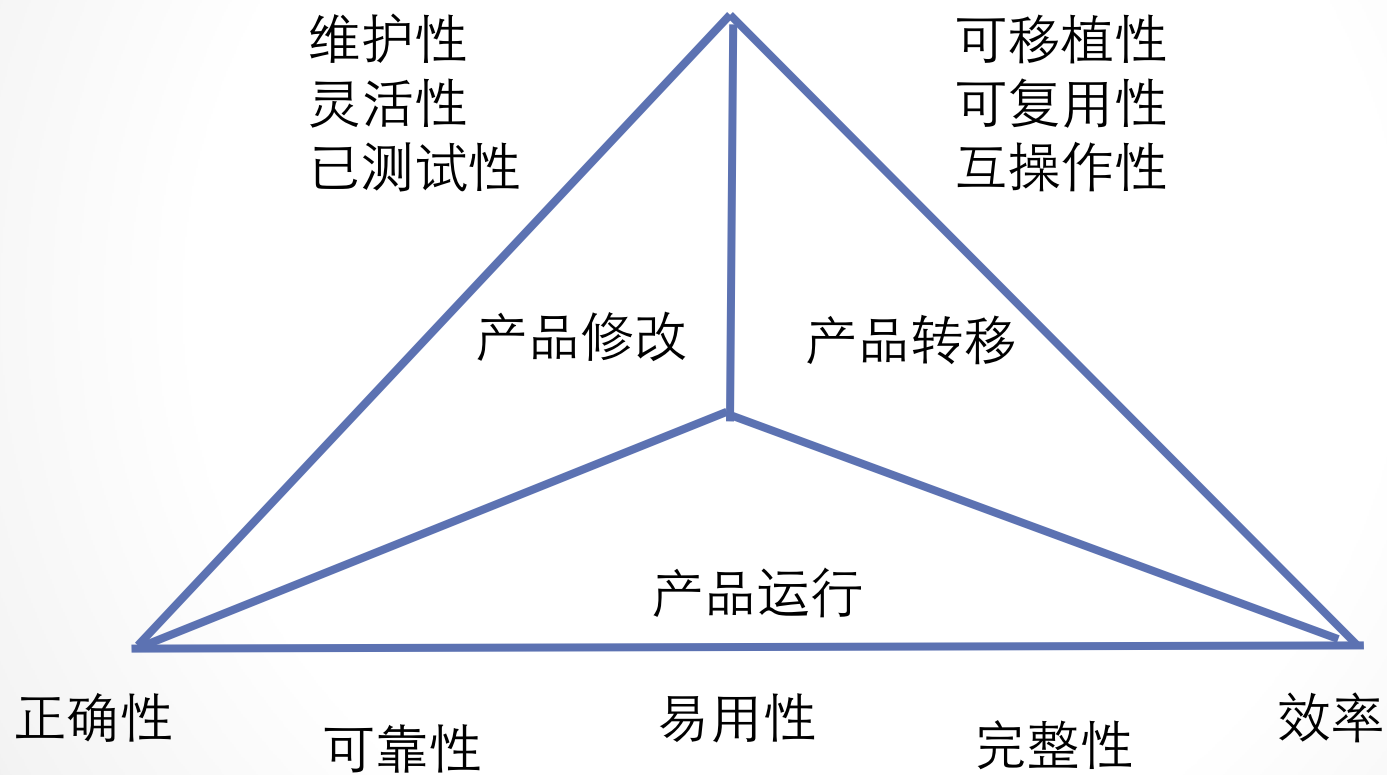 维护性
灵活性
已测试性
可移植性
可复用性
互操作性
产品修改
产品转移
产品运行
正确性
可靠性
易用性
完整性
效率